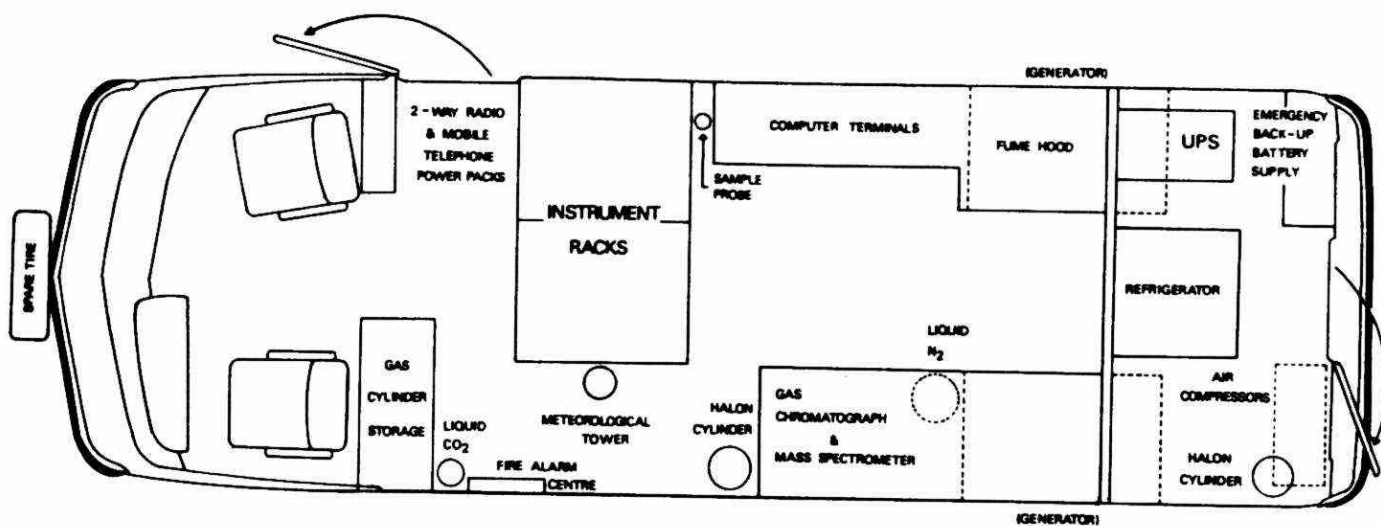 SPARE TIRE
2-WAY RADIO
& MOBILE
TELEPHONE
POWER PACKS
INSTRUMENT
RACKS
SAMPLE
PROBE
COMPUTER TERMINALS
(GENERATOR)
FUME HOOD
UPS
EMERGENCY
BACK-UP
BATTERY
SUPPLY
REFRIGERATOR
GAS
CYLINDER
STORAGE
LIQUID
CO2
FIRE ALARM
CENTRE
METEOROLOGICAL
TOWER
HALON
CYLINDER
GAS
CHROMATOGRAPH
&
MASS SPECTROMETER
LIQUID
N2
AIR
COMPRESSORS
HALON
CYLINDER
(GENERATOR)